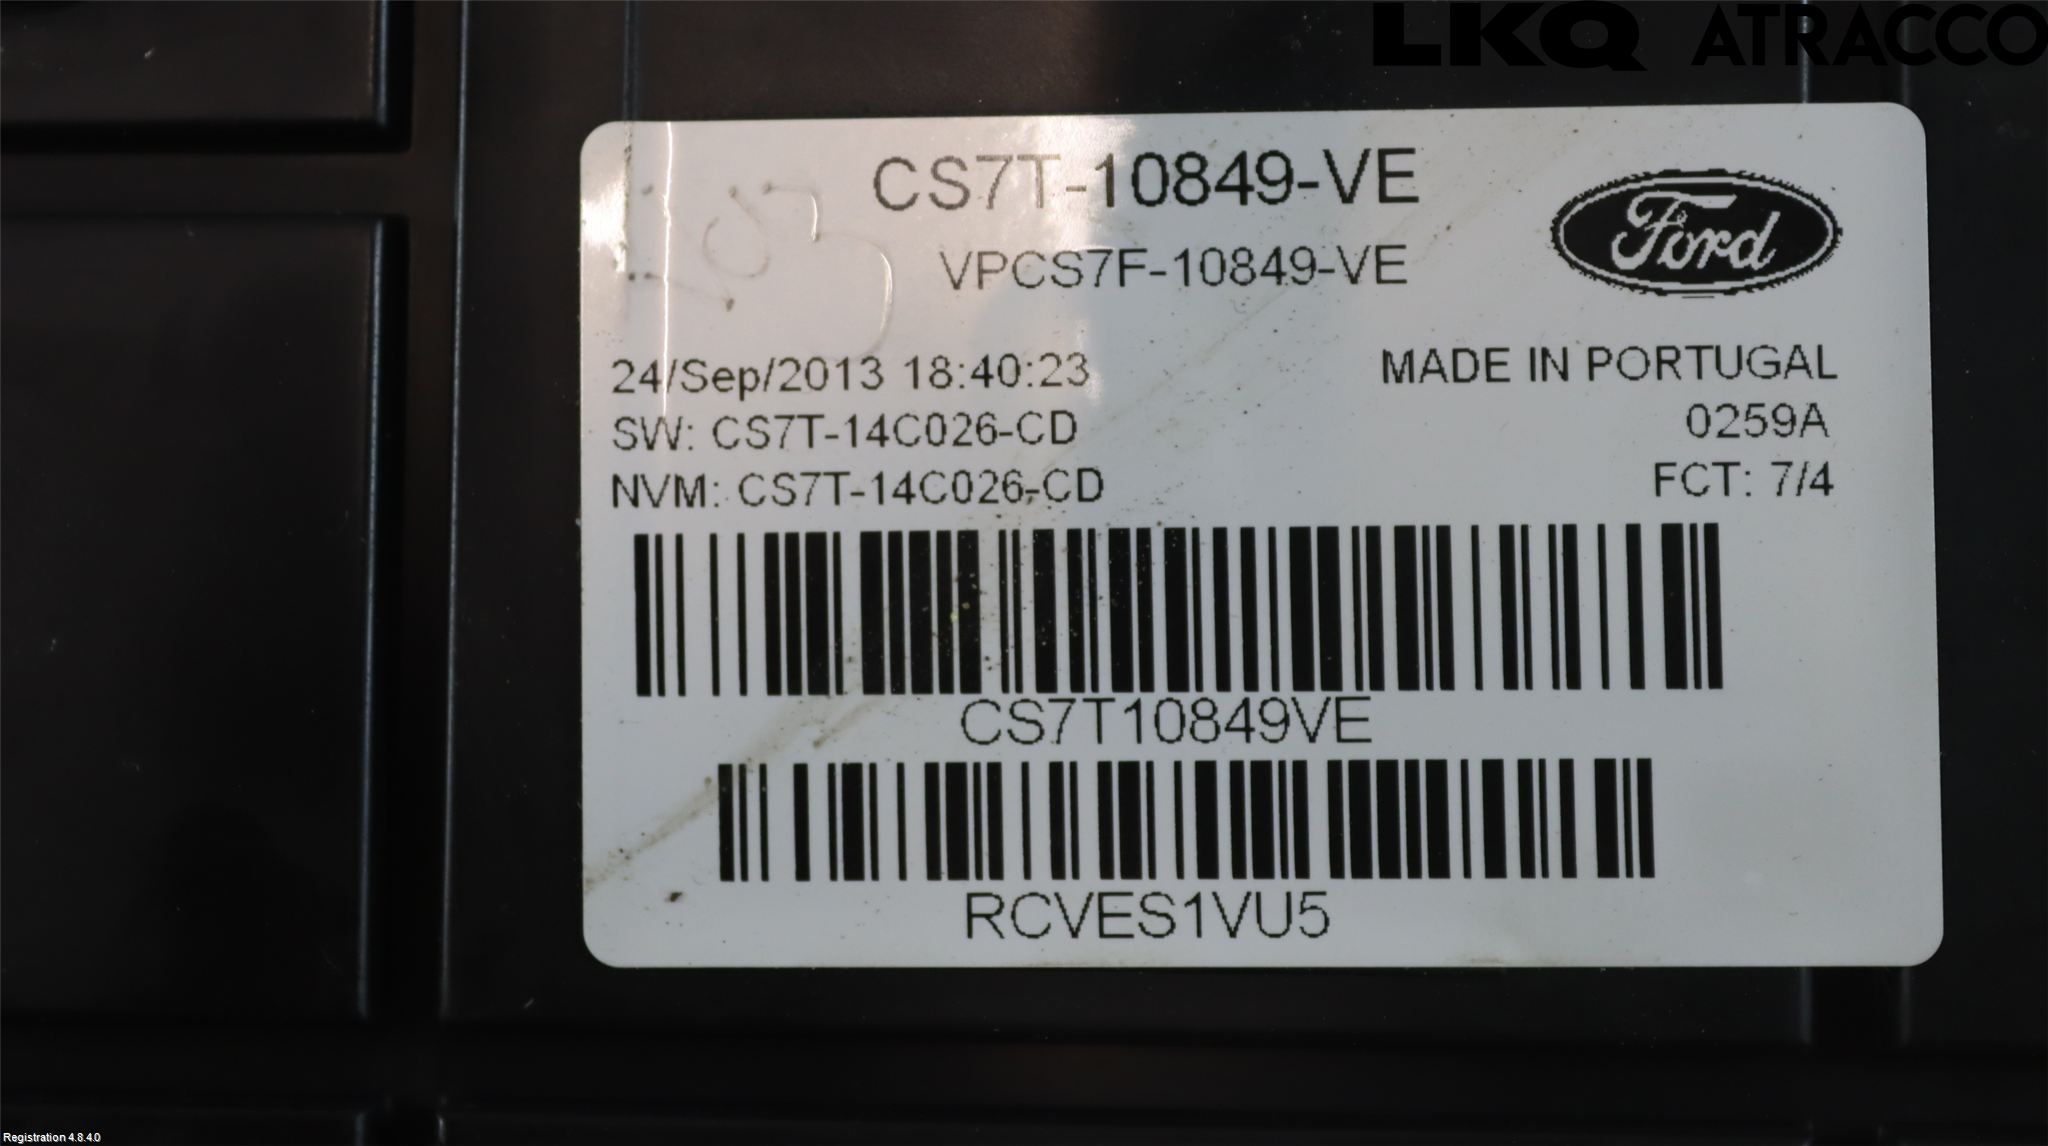 LKQ ATRACCO
CS7T-10849-VE
Ford
VPCS7F-10849-VE
24/Sep/2013 18:40:23
MADE IN PORTUGAL
SW: CS7T-14C026-CD
0259A
NVM: CS7T-14C026-CD
FCT: 7/4
CS7T10849VE
RCVES1VU5
Registration 4.8.4.0